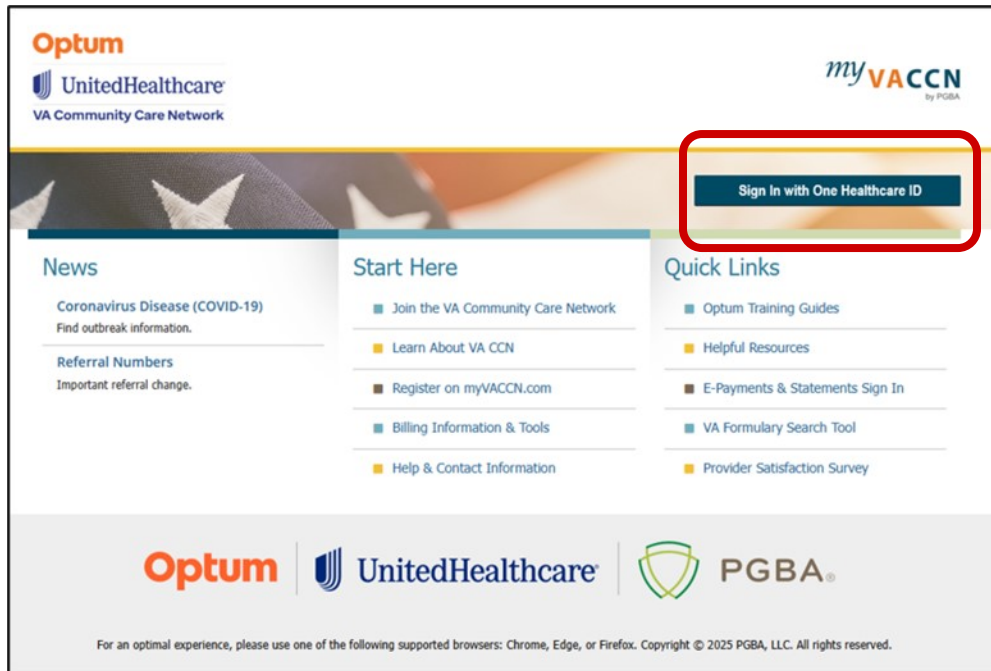 Optum
UnitedHealthcare
VA Community Care Network
my VACCN
by PGBA
Sign In with One Healthcare ID
News
Coronavirus Disease (COVID-19)
Find outbreak information.
Referral Numbers
Important referral change.
Start Here
Join the VA Community Care Network
Learn About VA CCN
Register on myVACCN.com
Billing Information & Tools
Help & Contact Information
Quick Links
Optum Training Guides
Helpful Resources
E-Payments & Statements Sign In
VA Formulary Search Tool
Provider Satisfaction Survey
Optum
UnitedHealthcare
PGBA®
For an optimal experience, please use one of the following supported browsers: Chrome, Edge, or Firefox. Copyright © 2025 PGBA, LLC. All rights reserved.